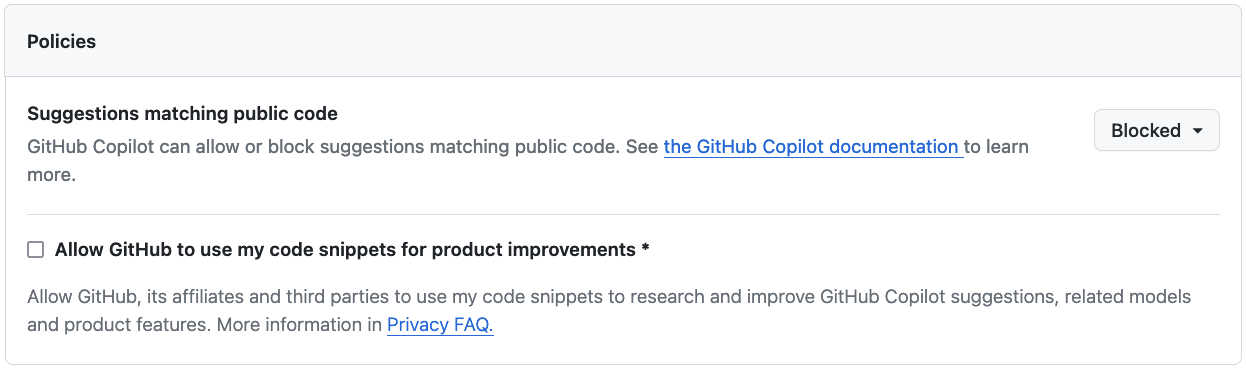 Policies
Suggestions matching public code
GitHub Copilot can allow or block suggestions matching public code. See the GitHub Copilot documentation to learn
more.
Blocked
Allow GitHub to use my code snippets for product improvements *
Allow GitHub, its affiliates and third parties to use my code snippets to research and improve GitHub Copilot suggestions, related models
and product features. More information in Privacy FAQ.